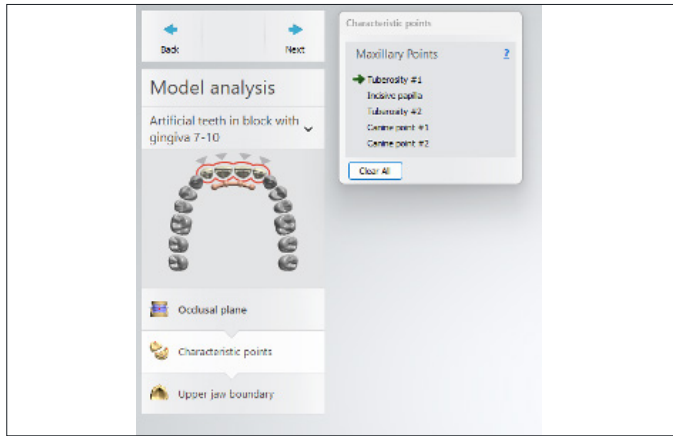 Back
Next
Model analysis
Artificial teeth in block with
gingiva 7-10
Occlusal plane
Characteristic points
Upper jaw boundary
Characteristic points
Maxillary Points
?
Tuberosity #1
Incisive papilla
Tuberosity #2
Canine point #1
Canine point #2
Clear All